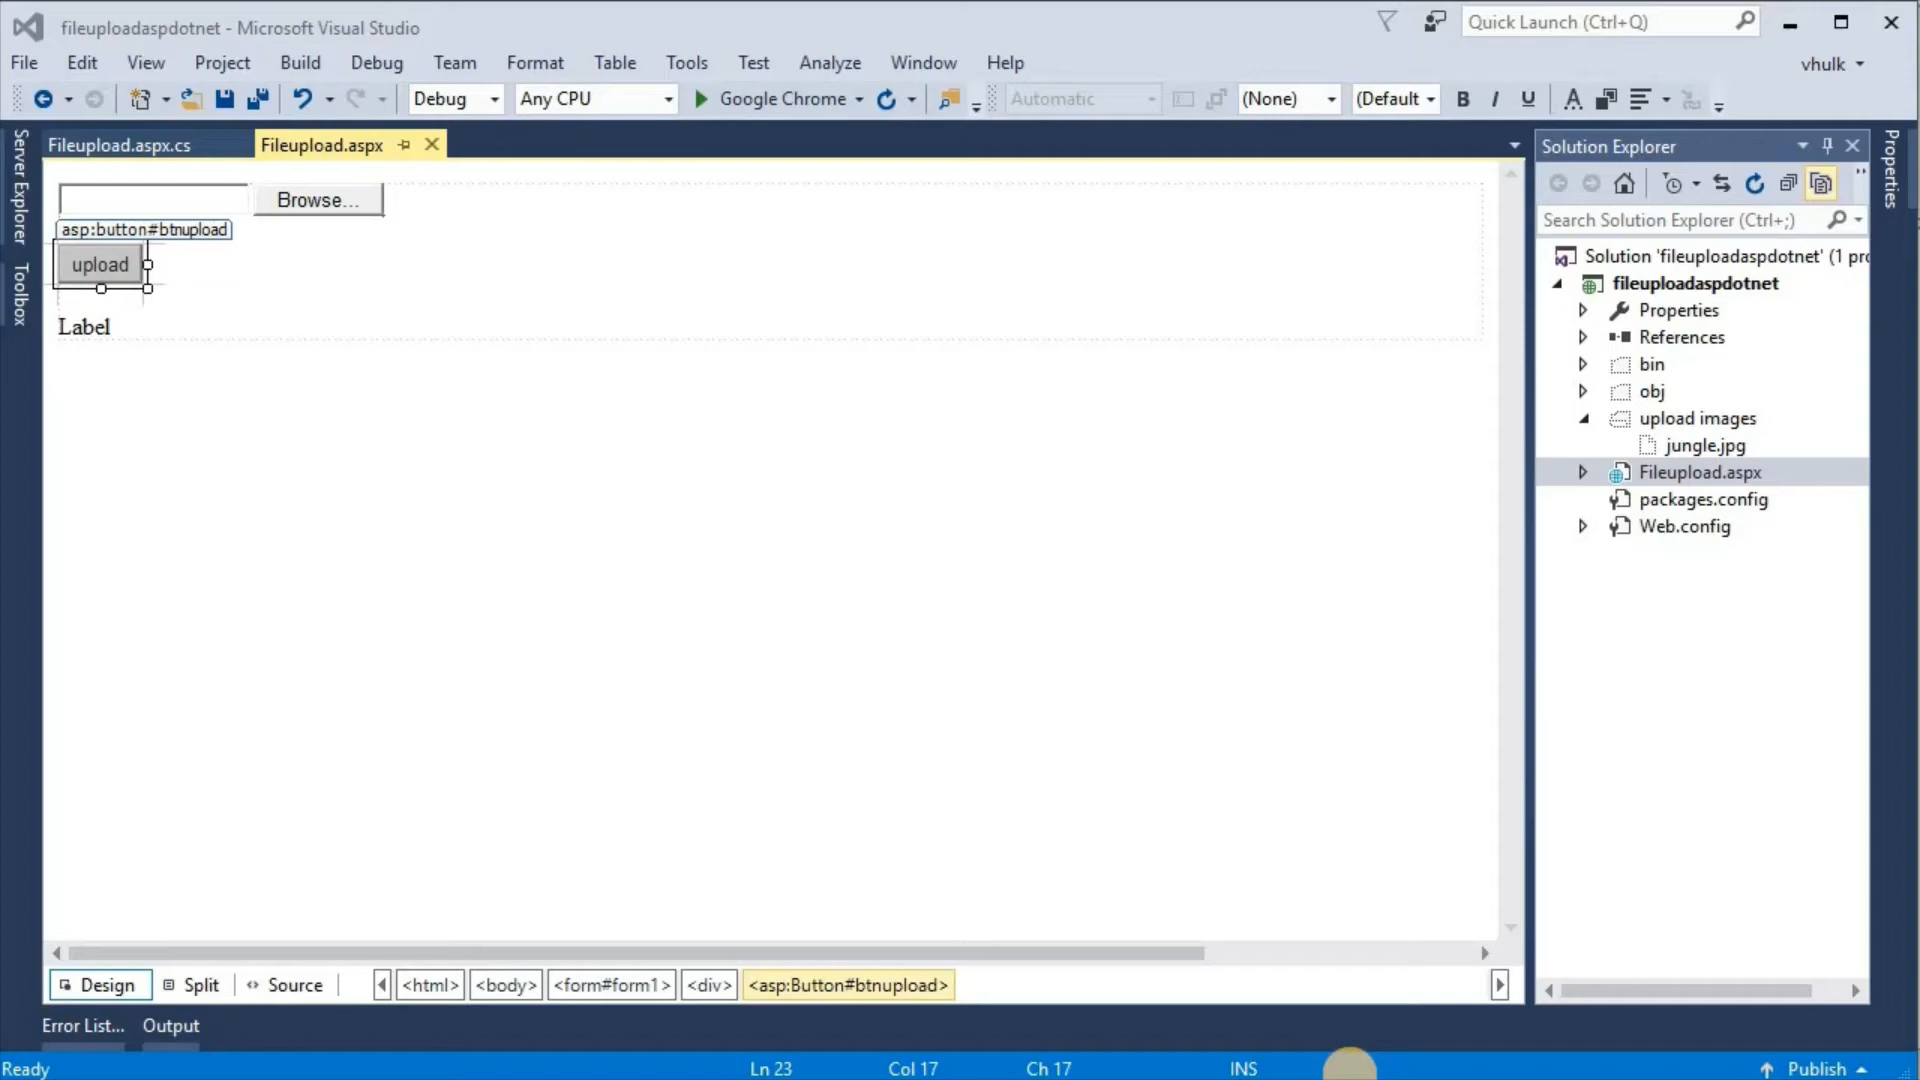 fileuploadaspdotnet - Microsoft Visual Studio
Quick Launch (Ctrl+Q)
File Edit View Project Build Debug Team Format Table Tools Test Analyze Window Help
vhulk
Debug Any CPU Google Chrome Automatic (None) (Default B I U A
Server Explorer
Toolbox
Fileupload.aspx.cs
Fileupload.aspx
Browse...
asp:button#btnupload
upload
Label
Solution Explorer
Search Solution Explorer (Ctrl+;)
Solution 'fileuploadaspdotnet' (1 pro
fileuploadaspdotnet
Properties
References
bin
obj
upload images
jungle.jpg
Fileupload.aspx
packages.config
Web.config
Properties
Design Split Source <html> <body> <form#form1> <div> <asp:Button#btnupload>
Error List... Output
Ready Ln 23 Col 17 Ch 17 INS Publish